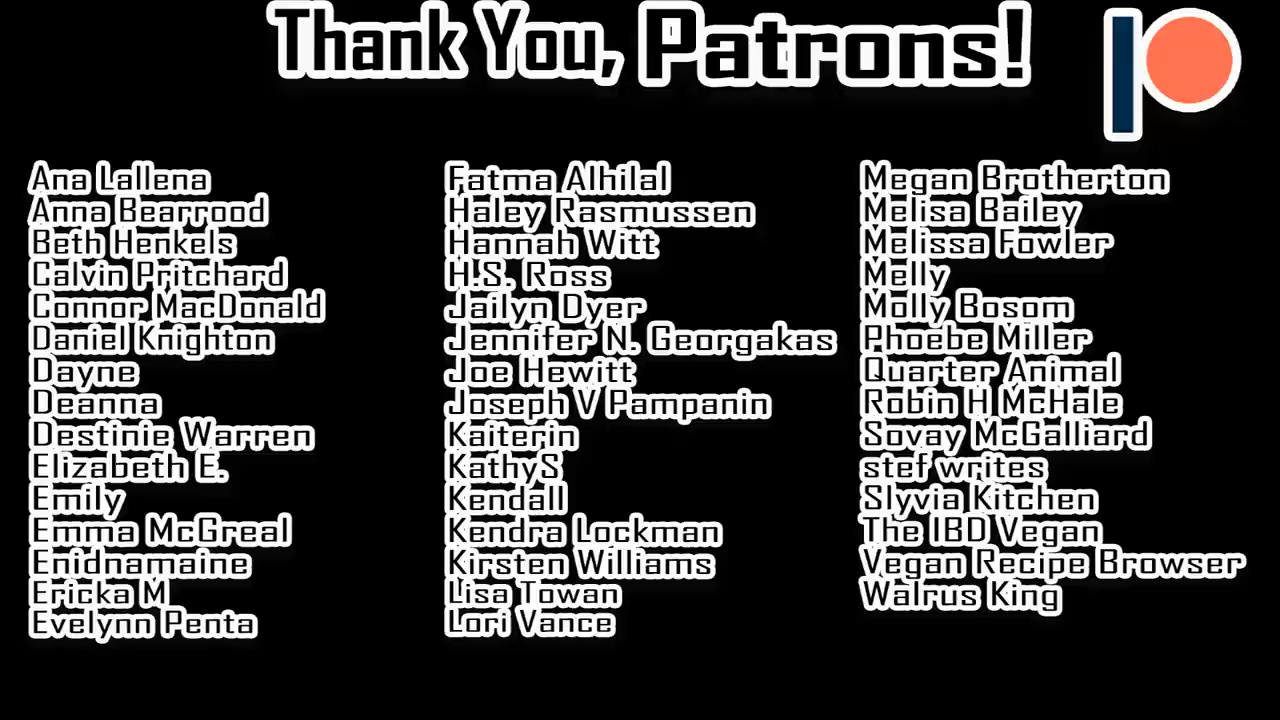 Thank You, Patrons!
Ana Lallena
Anna Bearrood
Beth Henkels
Calvin Pritchard
Connor MacDonald
Daniel Knighton
Dayne
Deanna
Destinie Warren
Elizabeth E.
Emily
Emma McGreal
Enidnamaine
Ericka M
Evelynn Penta
Fatma Alhilal
Haley Rasmussen
Hannah Witt
H.S. Ross
Jailyn Dyer
Jennifer N. Georgakas
Joe Hewitt
Joseph V Pampanin
Kaiterin
KathyS
Kendall
Kendra Lockman
Kirsten Williams
Lisa Towan
Lori Vance
Megan Brotherton
Melisa Bailey
Melissa Fowler
Melly
Molly Bosom
Phoebe Miller
Quarter Animal
Robin H McHale
Sovay McGalliard
stef writes
Slyvia Kitchen
The IBD Vegan
Vegan Recipe Browser
Walrus King